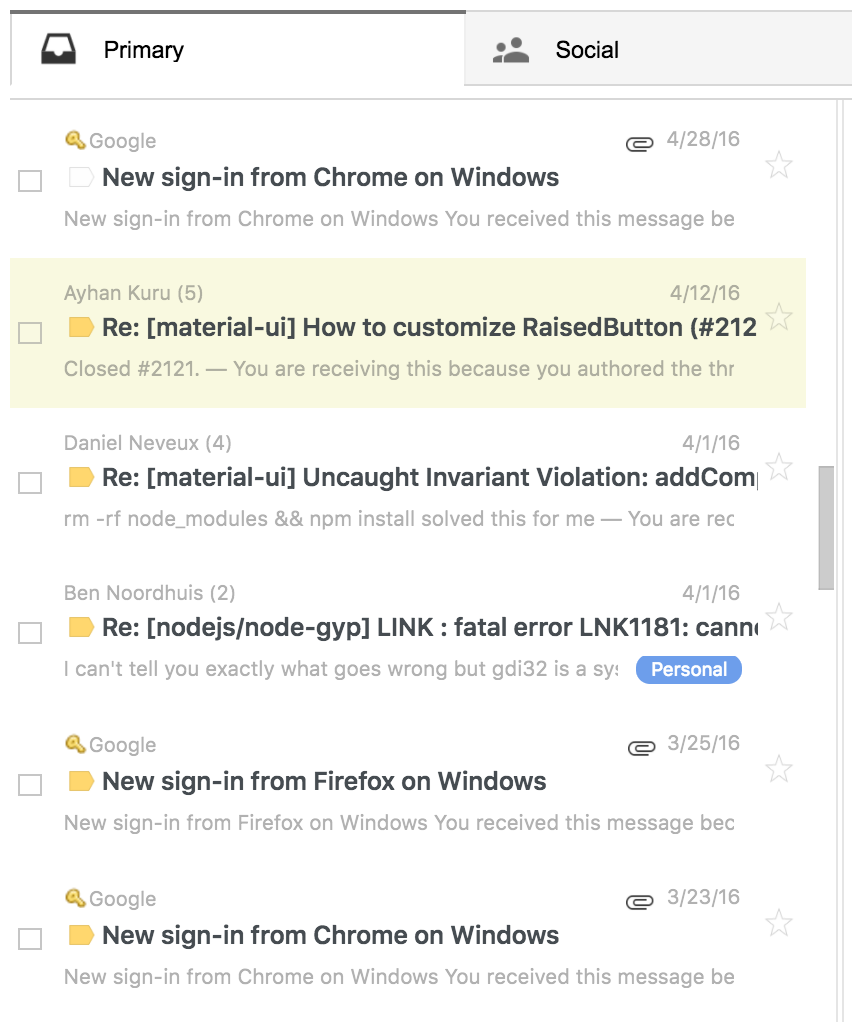 Primary
Social
Google
4/28/16
New sign-in from Chrome on Windows
New sign-in from Chrome on Windows You received this message be
Ayhan Kuru (5)
4/12/16
Re: [material-ui] How to customize RaisedButton (#212
Closed #2121. — You are receiving this because you authored the thr
Daniel Neveux (4)
4/1/16
Re: [material-ui] Uncaught Invariant Violation: addComp
rm -rf node_modules && npm install solved this for me — You are rec
Ben Noordhuis (2)
4/1/16
Re: [nodejs/node-gyp] LINK : fatal error LNK1181: canno
I can't tell you exactly what goes wrong but gdi32 is a sys
Personal
Google
3/25/16
New sign-in from Firefox on Windows
New sign-in from Firefox on Windows You received this message bec
Google
3/23/16
New sign-in from Chrome on Windows
New sign-in from Chrome on Windows You received this message be